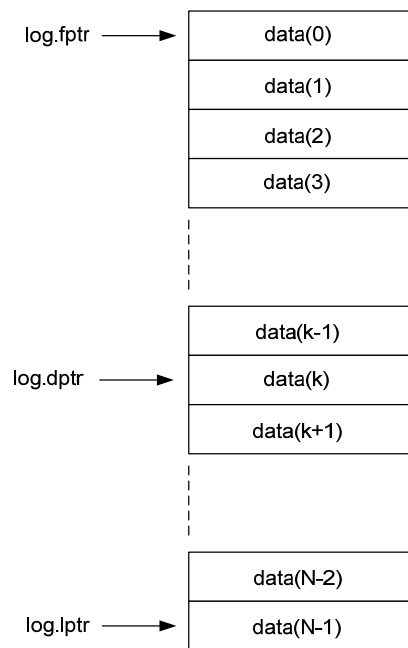 log.fptr data(0)
data(1)
data(2)
data(3)
data(k-1)
log.dptr data(k)
data(k+1)
data(N-2)
log.lptr data(N-1)